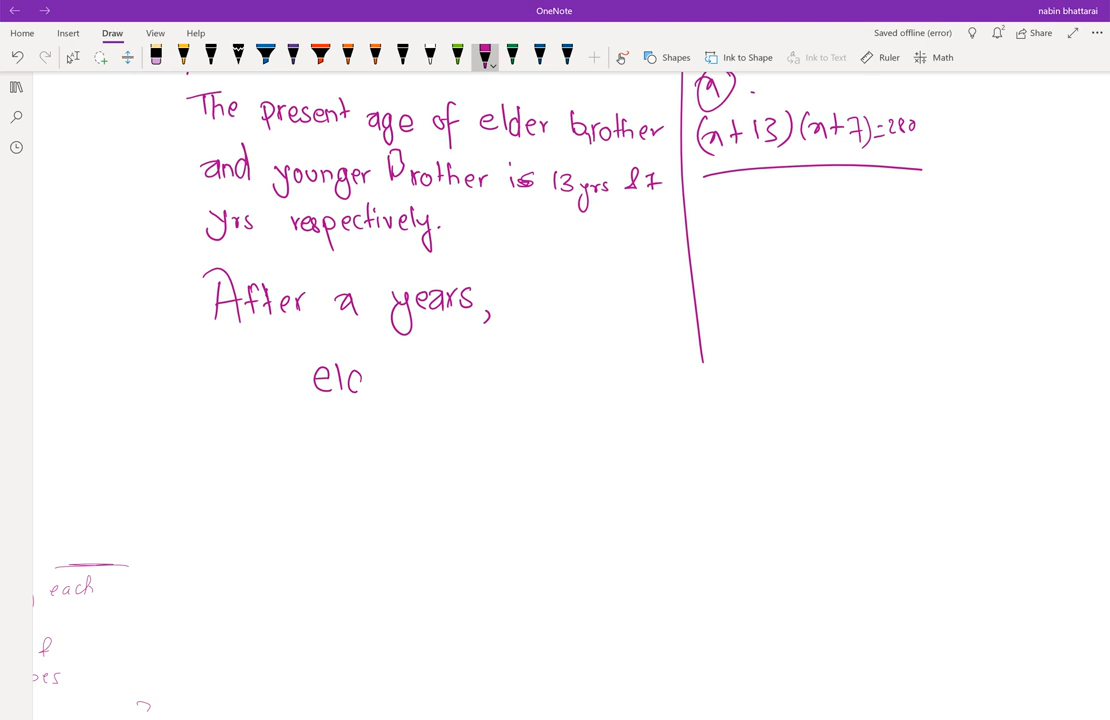 OneNote
nabin bhattarai
Home Insert Draw View Help
Saved offline (error)
Share
Shapes
Ink to Shape
Ink to Text
Ruler
Math
The present age of elder brother
and younger Brother is 13 yrs & 7
yrs respectively.
After a years,
elc
(x+13)(x+7)=280
each
of